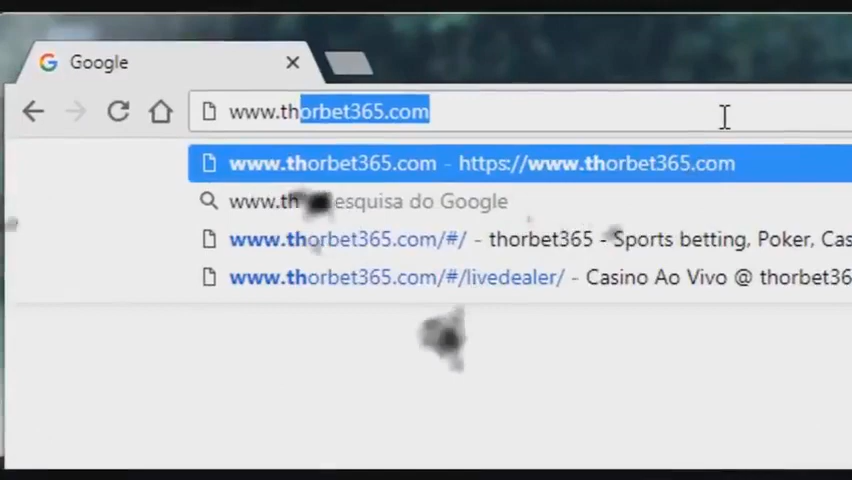 Google
www.thorbet365.com
www.thorbet365.com - https://www.thorbet365.com
www.th esquisa do Google
www.thorbet365.com/#/ - thorbet365 - Sports betting, Poker, Cas
www.thorbet365.com/#/livedealer/ - Casino Ao Vivo @ thorbet36